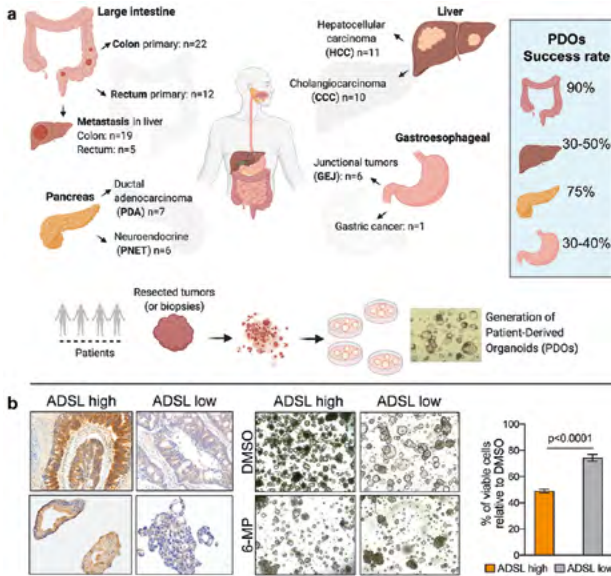 a
Large intestine
Colon primary: n=22
Rectum primary: n=12
Metastasis in liver
Colon: n=19
Rectum: n=5
Pancreas
Ductal
adenocarcinoma
(PDA) n=7
Neuroendocrine
(PNET) n=6
Liver
Hepatocellular
carcinoma
(HCC) n=11
Cholangiocarcinoma
(CCC) n=10
Gastroesophageal
Junctional tumors
(GEJ): n=6
Gastric cancer: n=1
PDOs
Success rate
90%
30-50%
75%
30-40%
Patients
Resected tumors
(or biopsies)
Generation of
Patient-Derived
Organoids (PDOs)
b
ADSL high
ADSL low
ADSL high
ADSL low
DMSO
6-MP
% of viable cells
relative to DMSO
100
80
60
40
20
0
p<0.0001
ADSL high
ADSL low